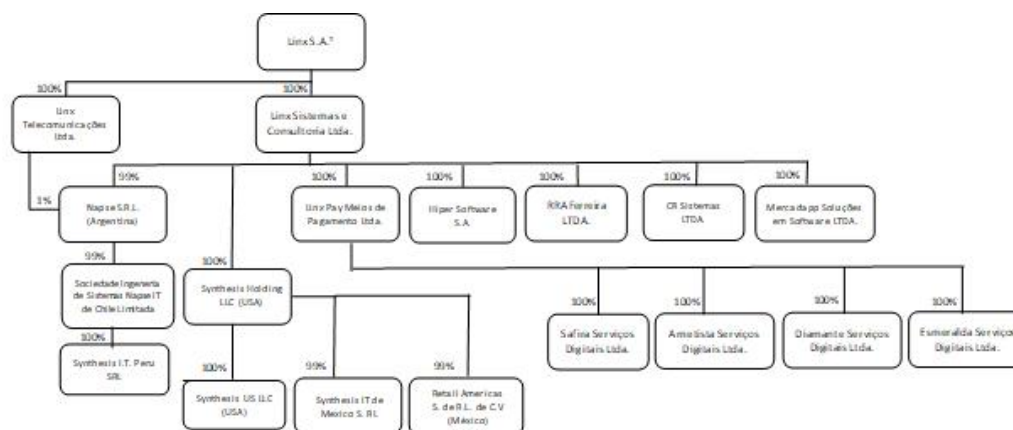 Linx S.A.¹
100%
100%
Linx
Telecomunicações
Ltda.
Linx Sistemas e
Consultoria Ltda.
99%
100%
100%
100%
100%
100%
1%
Napse S.R.L.
(Argentina)
Linx Pay Meios de
Pagamento Ltda.
Hiper Software
S.A.
RRA Ferreira
LTDA.
CR Sistemas
LTDA
Mercadapp Soluções
em Software LTDA.
99%
100%
Sociedade Ingeneria
de Sistemas Napse IT
de Chile Limitada
Synthesis Holding
LLC (USA)
100%
100%
100%
100%
Safira Serviços
Digitais Ltda.
Ametista Serviços
Digitais Ltda.
Diamante Serviços
Digitais Ltda.
Esmeralda Serviços
Digitais Ltda.
100%
Synthesis I.T. Peru
SRl.
100%
99%
99%
Synthesis US LLC
(USA)
Synthesis IT de
Mexico S. Rl.
Retail Americas
S. de R.L. de C.V
(México)